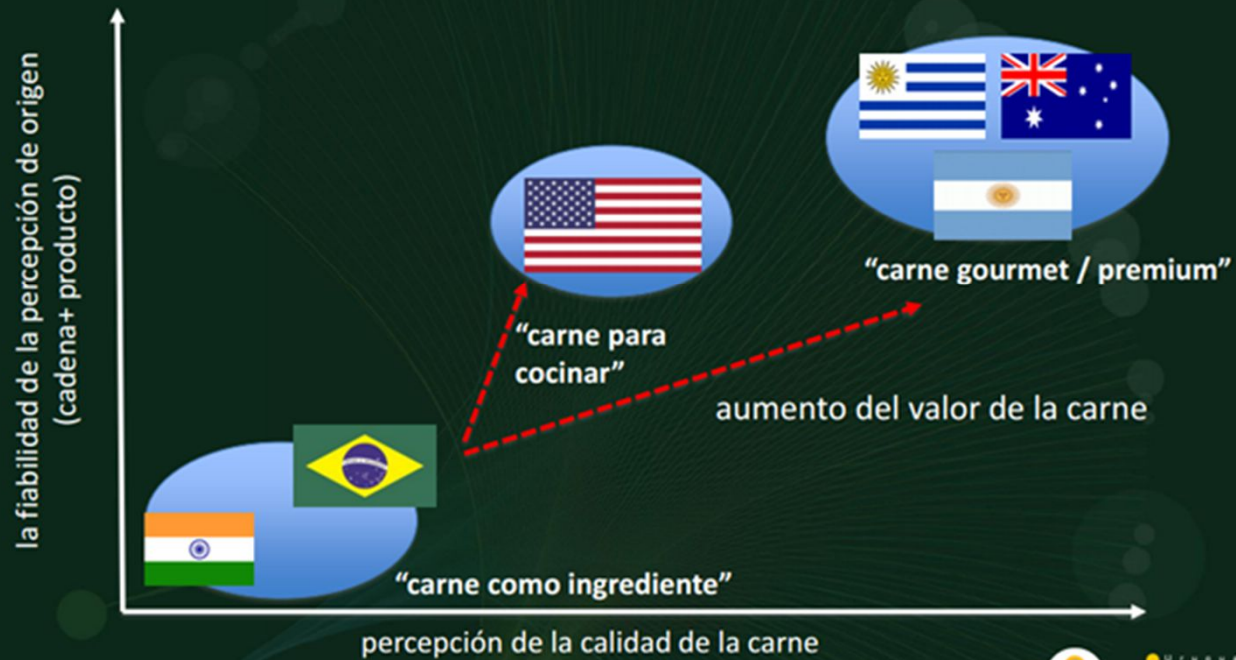 la fiabilidad de la percepción de origen
(cadena+ producto)
“carne gourmet / premium”
“carne para
cocinar”
aumento del valor de la carne
“carne como ingrediente”
percepción de la calidad de la carne